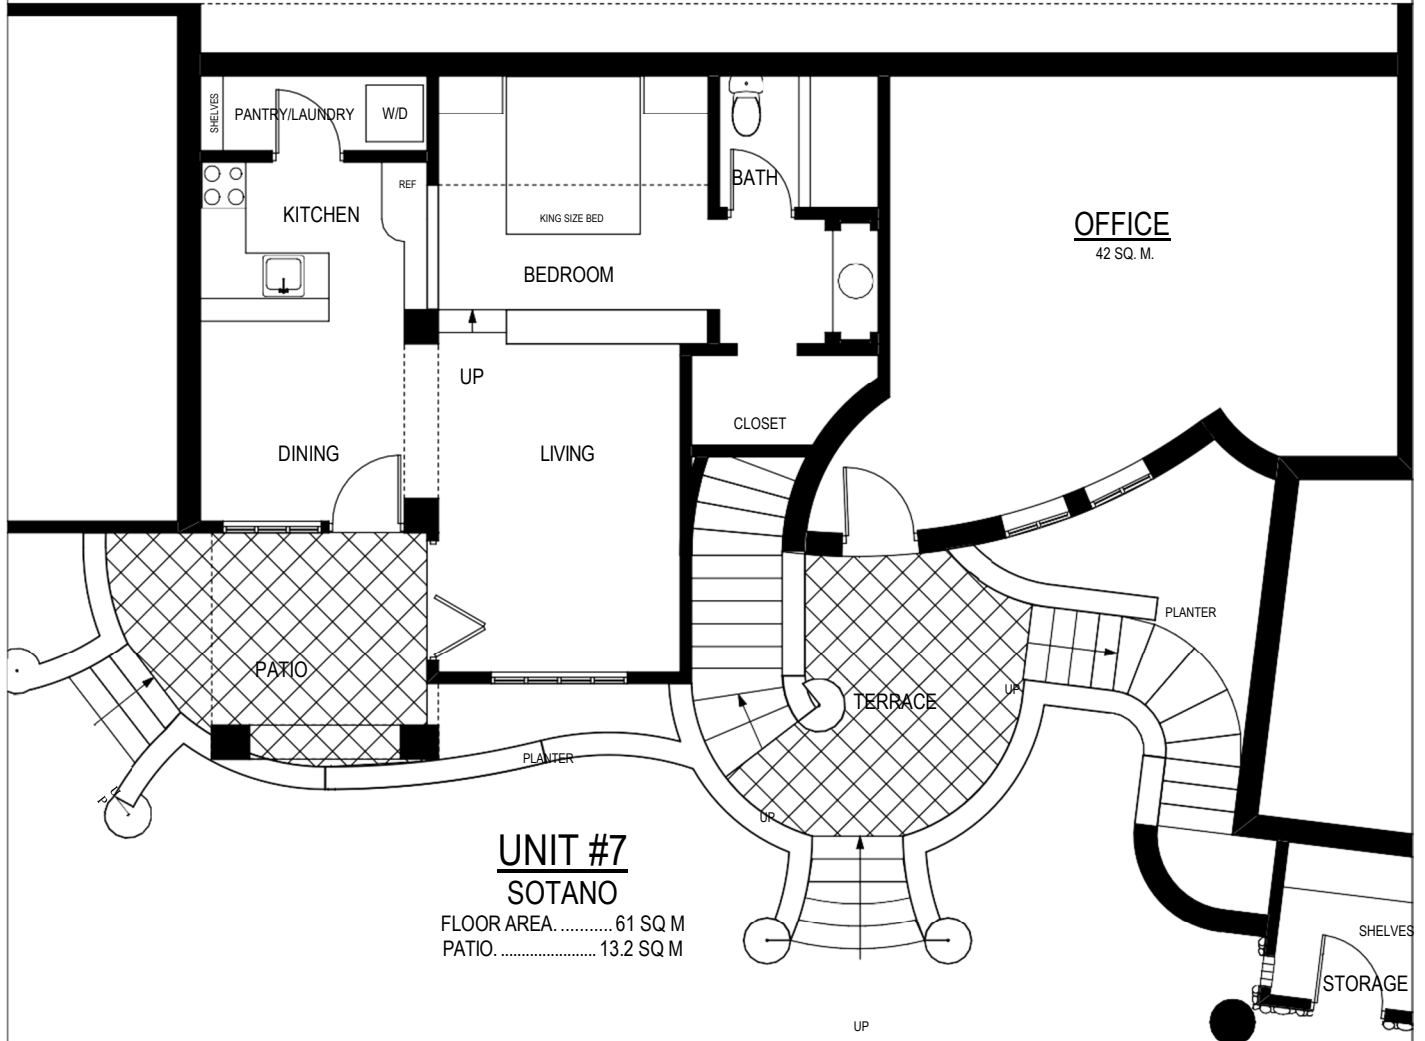 SHELVES
PANTRY/LAUNDRY
W/D
REF
KITCHEN
KING SIZE BED
BATH
BEDROOM
OFFICE
42 SQ. M.
UP
CLOSET
DINING
LIVING
PLANTER
PATIO
UP
TERRACE
PLANTER
UP
UP
UNIT #7
SOTANO
FLOOR AREA. ........... 61 SQ M
PATIO. ...................... 13.2 SQ M
SHELVES
STORAGE
UP